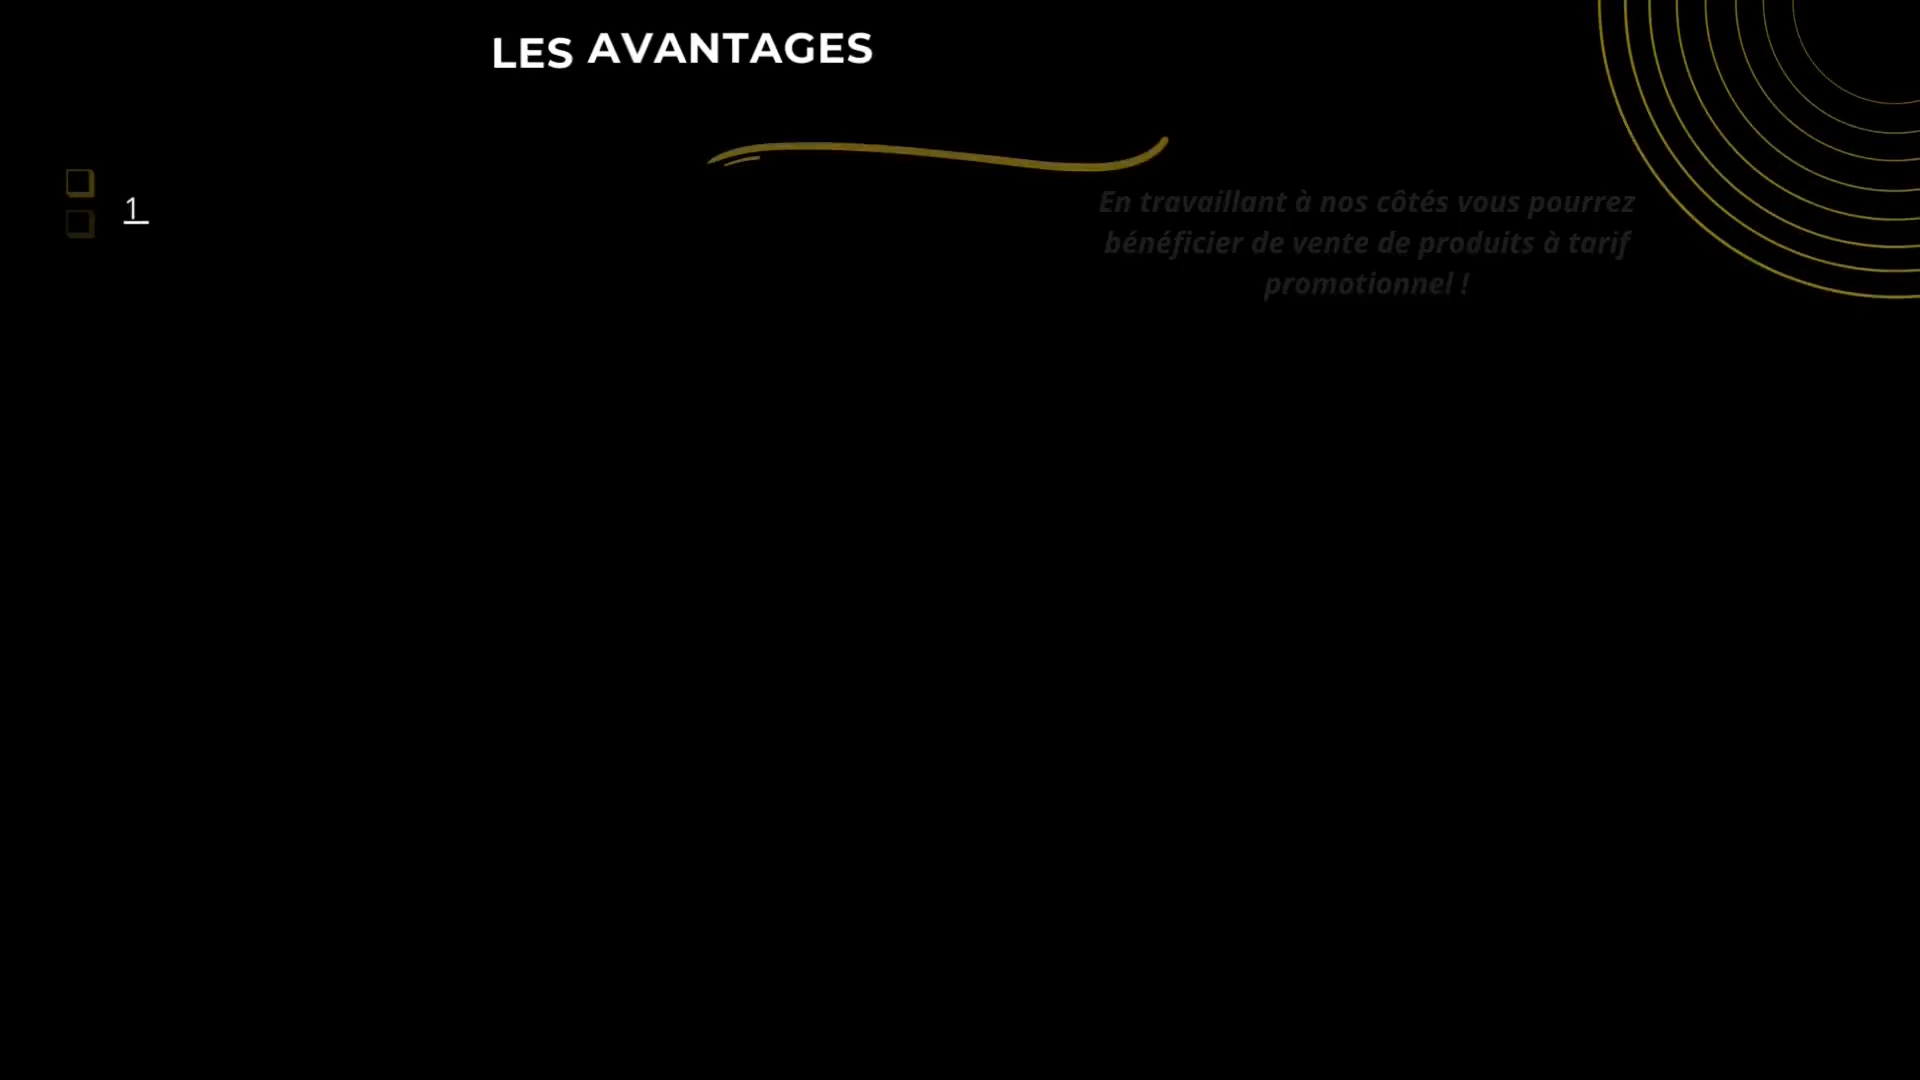 LES AVANTAGES
1
En travaillant à nos côtés vous pourrez
bénéficier de vente de produits à tarif
promotionnel !